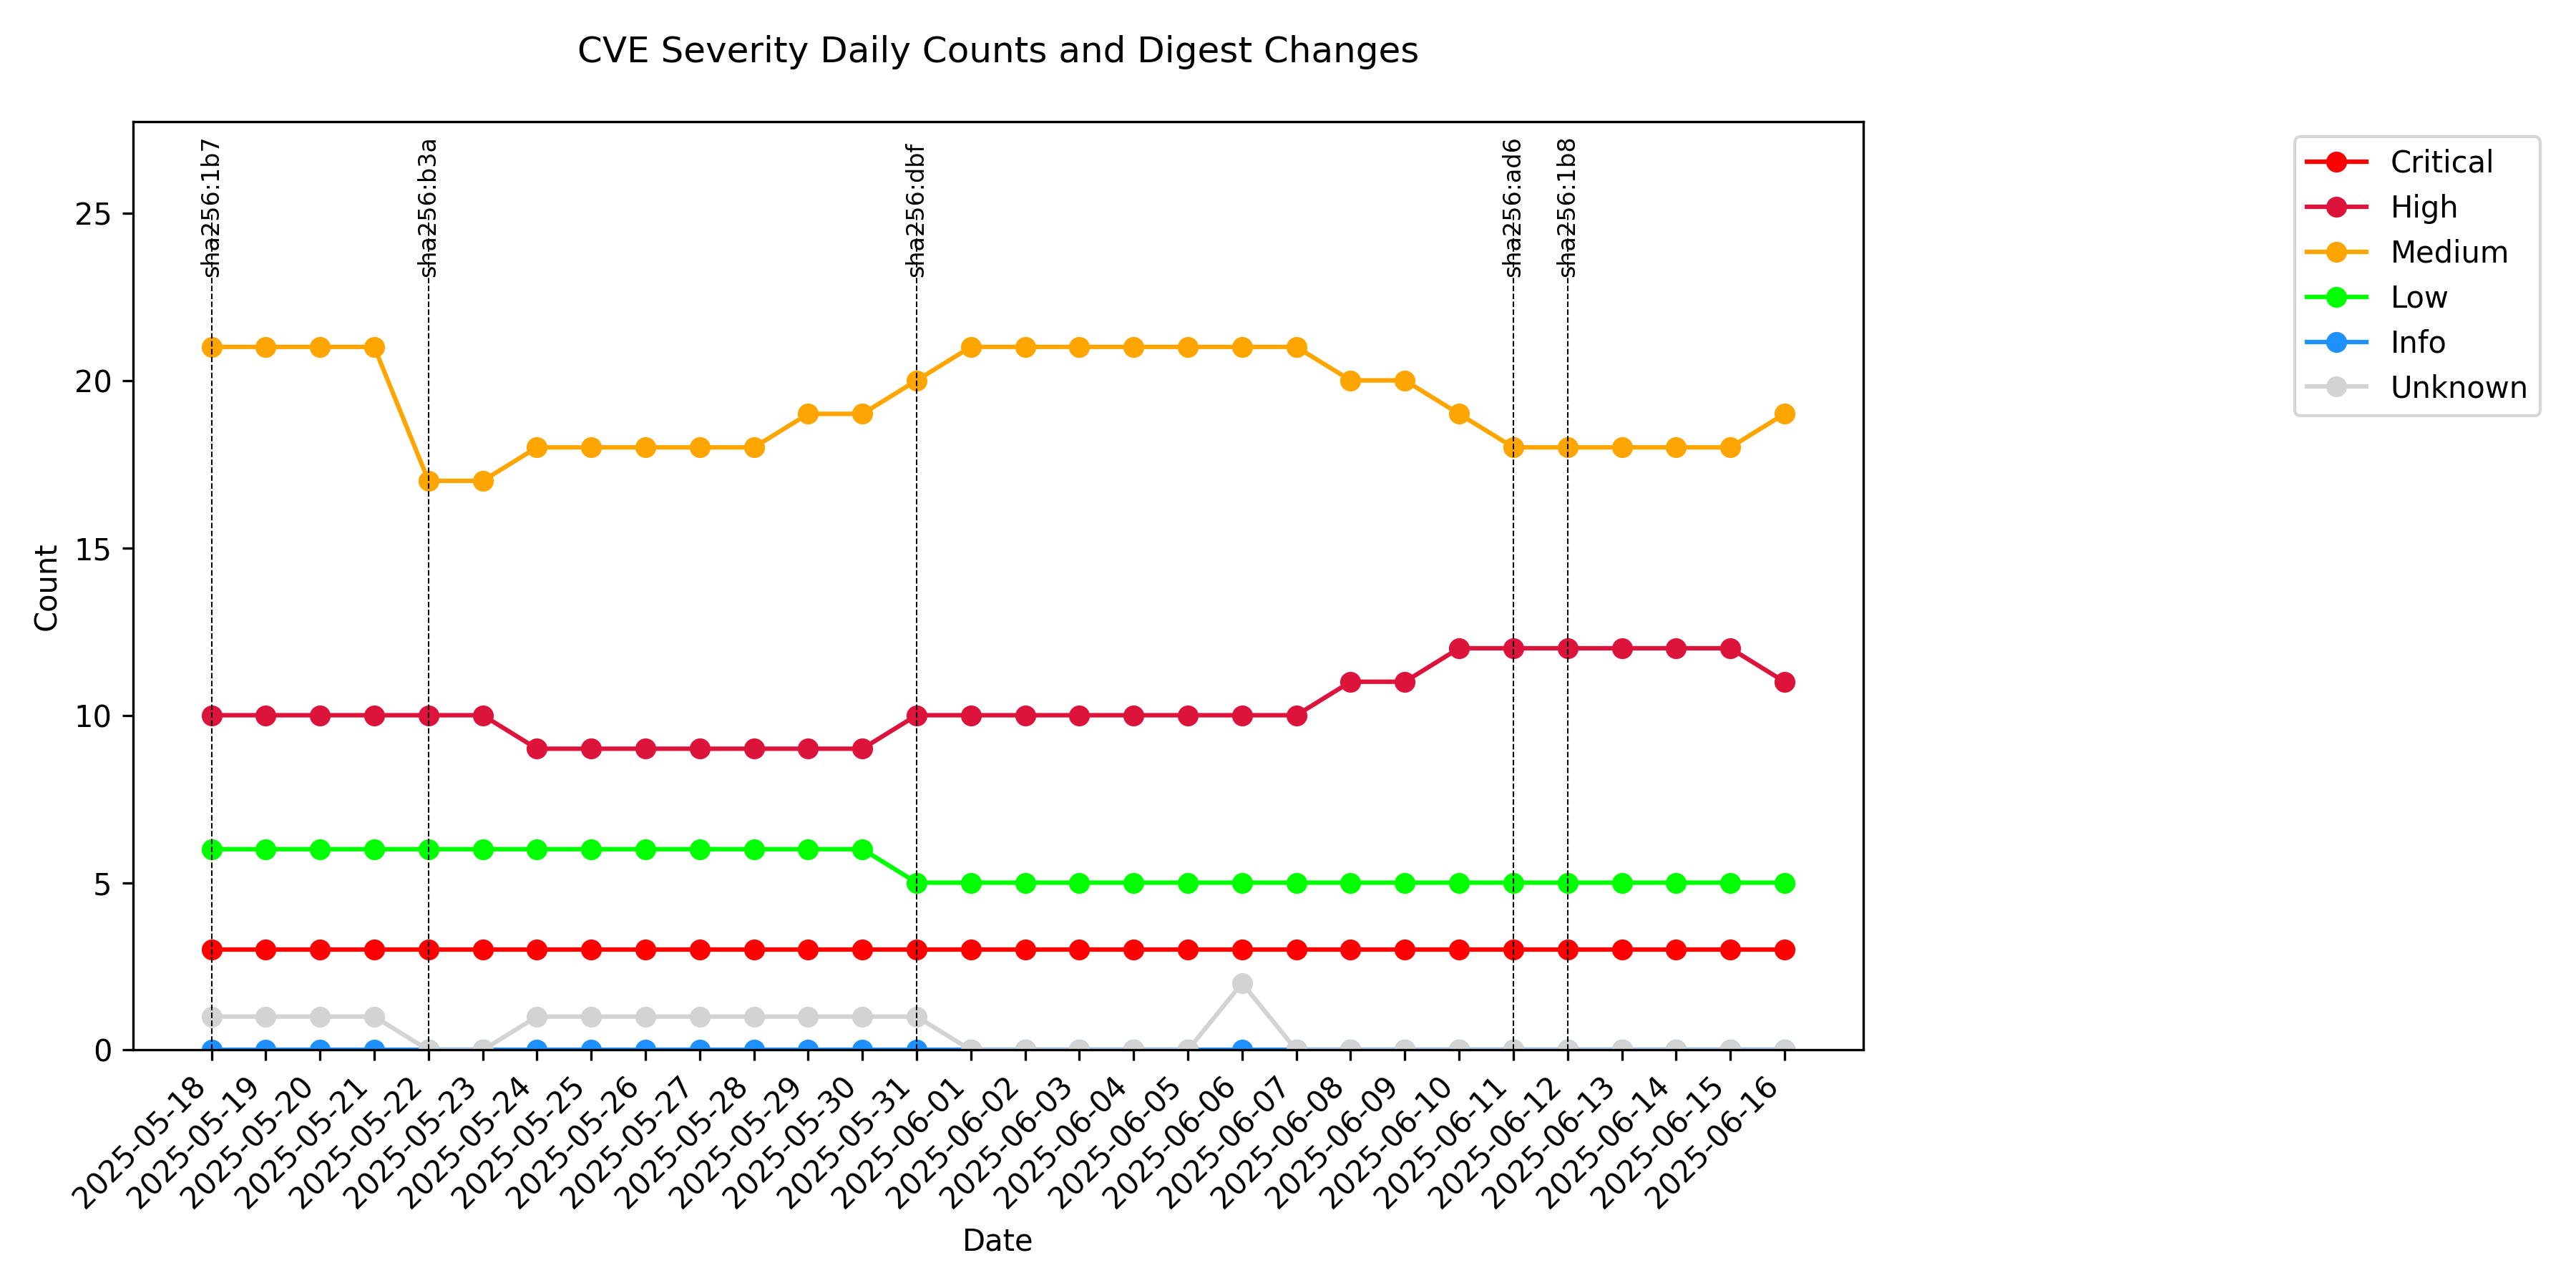 CVE Severity Daily Counts and Digest Changes
sha256:1b7
sha256:b3a
sha256:dbf
sha256:ad6
sha256:1b8
Critical
High
Medium
Low
Info
Unknown
Count
25
20
15
10
5
0
2025-05-18
2025-05-19
2025-05-20
2025-05-21
2025-05-22
2025-05-23
2025-05-24
2025-05-25
2025-05-26
2025-05-27
2025-05-28
2025-05-29
2025-05-30
2025-05-31
2025-06-01
2025-06-02
2025-06-03
2025-06-04
2025-06-05
2025-06-06
2025-06-07
2025-06-08
2025-06-09
2025-06-10
2025-06-11
2025-06-12
2025-06-13
2025-06-14
2025-06-15
2025-06-16
Date